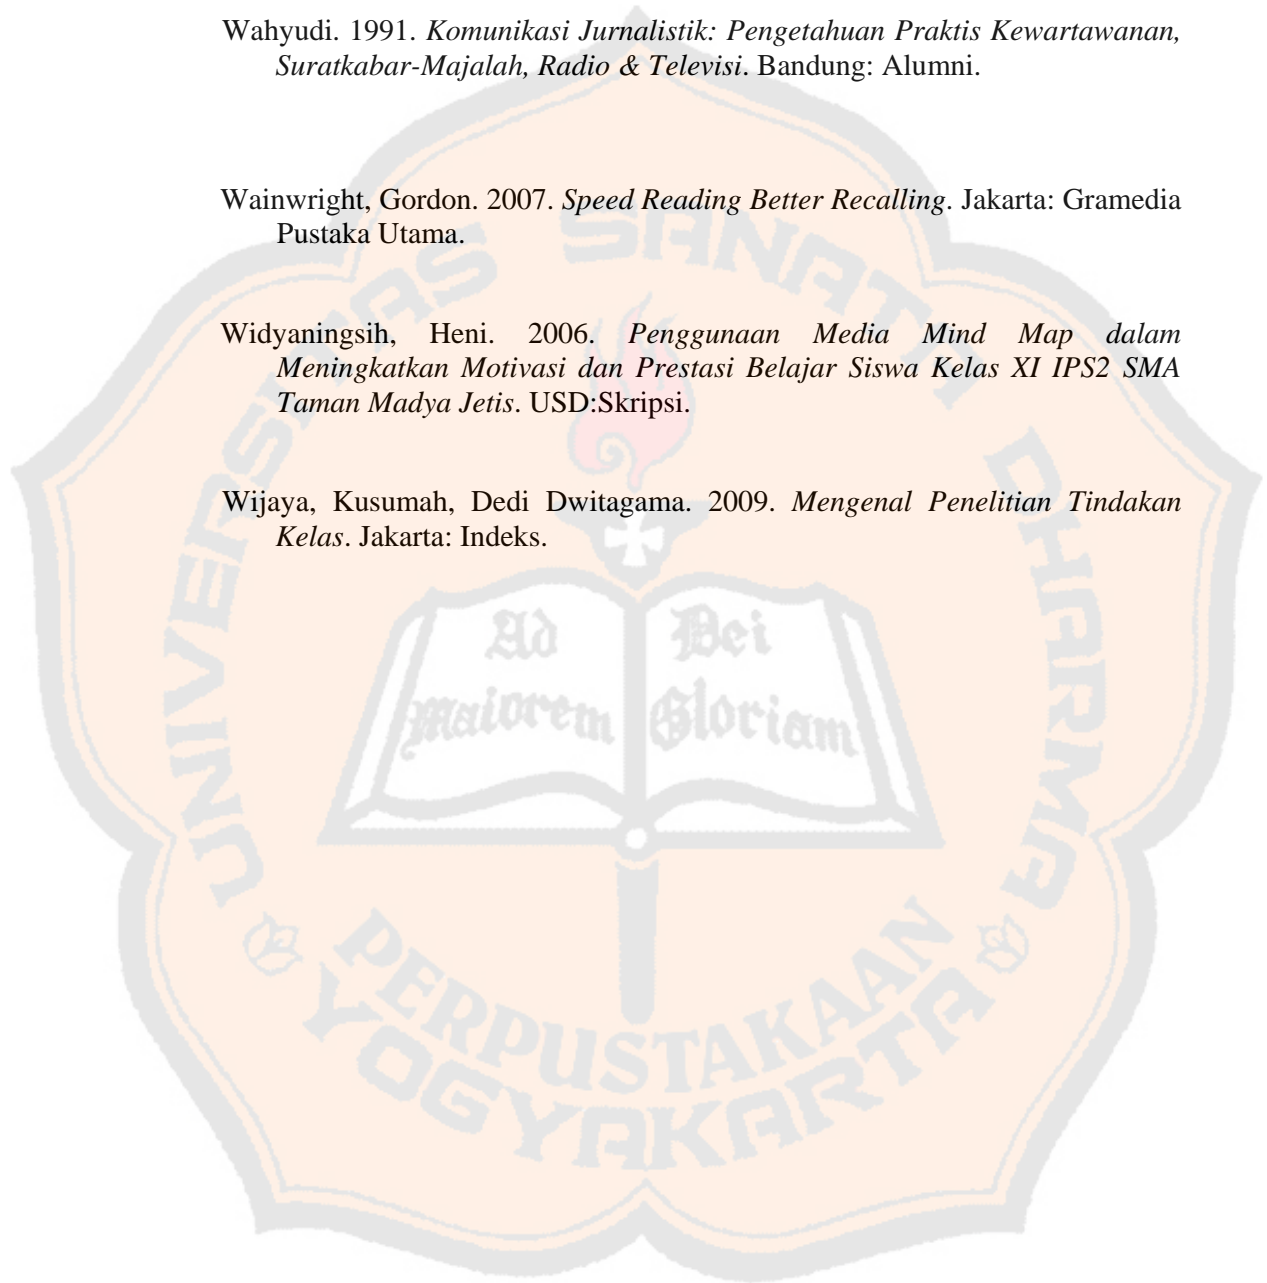 Wahyudi. 1991. Komunikasi Jurnalistik: Pengetahuan Praktis Kewartawanan,
Suratkabar-Majalah, Radio & Televisi. Bandung: Alumni.
Wainwright, Gordon. 2007. Speed Reading Better Recalling. Jakarta: Gramedia
Pustaka Utama.
Widyaningsih, Heni. 2006. Penggunaan Media Mind Map dalam
Meningkatkan Motivasi dan Prestasi Belajar Siswa Kelas XI IPS2 SMA
Taman Madya Jetis. USD:Skripsi.
Wijaya, Kusumah, Dedi Dwitagama. 2009. Mengenal Penelitian Tindakan
Kelas. Jakarta: Indeks.
UNIVERSITAS SANATA DHARMA
Ad
Maiorem
Dei
Gloriam
PERPUSTAKAAN
YOGYAKARTA